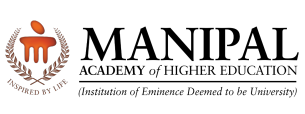 INSPIRED BY LIFE
MANIPAL
ACADEMY of HIGHER EDUCATION
(Institution of Eminence Deemed to be University)